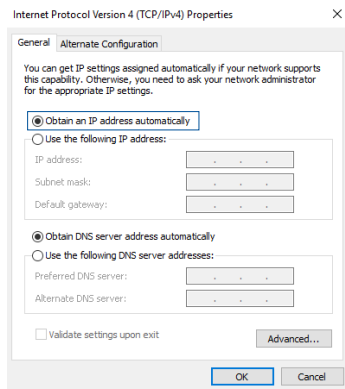 Internet Protocol Version 4 (TCP/IPv4) Properties
General Alternate Configuration
You can get IP settings assigned automatically if your network supports
this capability. Otherwise, you need to ask your network administrator
for the appropriate IP settings.
Obtain an IP address automatically
Use the following IP address:
IP address:
Subnet mask:
Default gateway:
Obtain DNS server address automatically
Use the following DNS server addresses:
Preferred DNS server:
Alternate DNS server:
Validate settings upon exit
Advanced...
OK Cancel